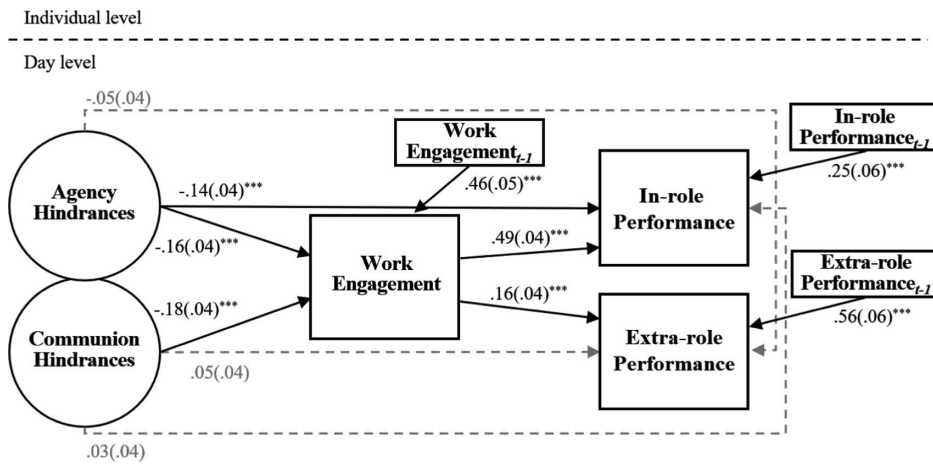 Individual level
Day level
-.05(.04)
Work
Engagement t-1
In-role
Performance t-1
Agency
Hindrances
-.14(.04)***
.46(.05)***
.25(.06)***
In-role
Performance
-.16(.04)***
.49(.04)***
Work
Engagement
Extra-role
Performance t-1
-.18(.04)***
.16(.04)***
.56(.06)***
Communion
Hindrances
Extra-role
Performance
.05(.04)
.03(.04)